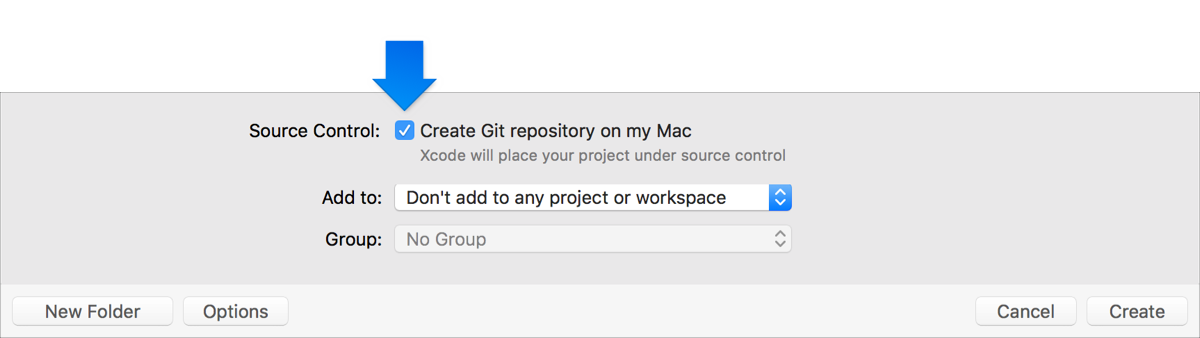 Source Control: Create Git repository on my Mac
Xcode will place your project under source control
Add to: Don't add to any project or workspace
Group: No Group
New Folder Options Cancel Create